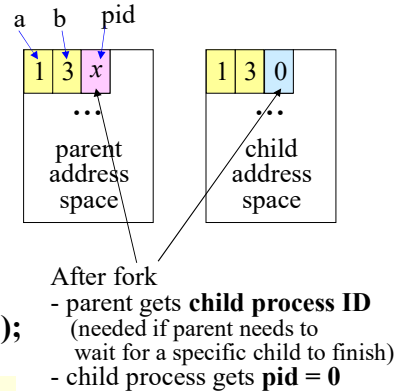 a b pid
1 3 x 1 3 0
... ...
parent child
address address
space space
After fork
- parent gets child process ID
); (needed if parent needs to
wait for a specific child to finish)
- child process gets pid = 0